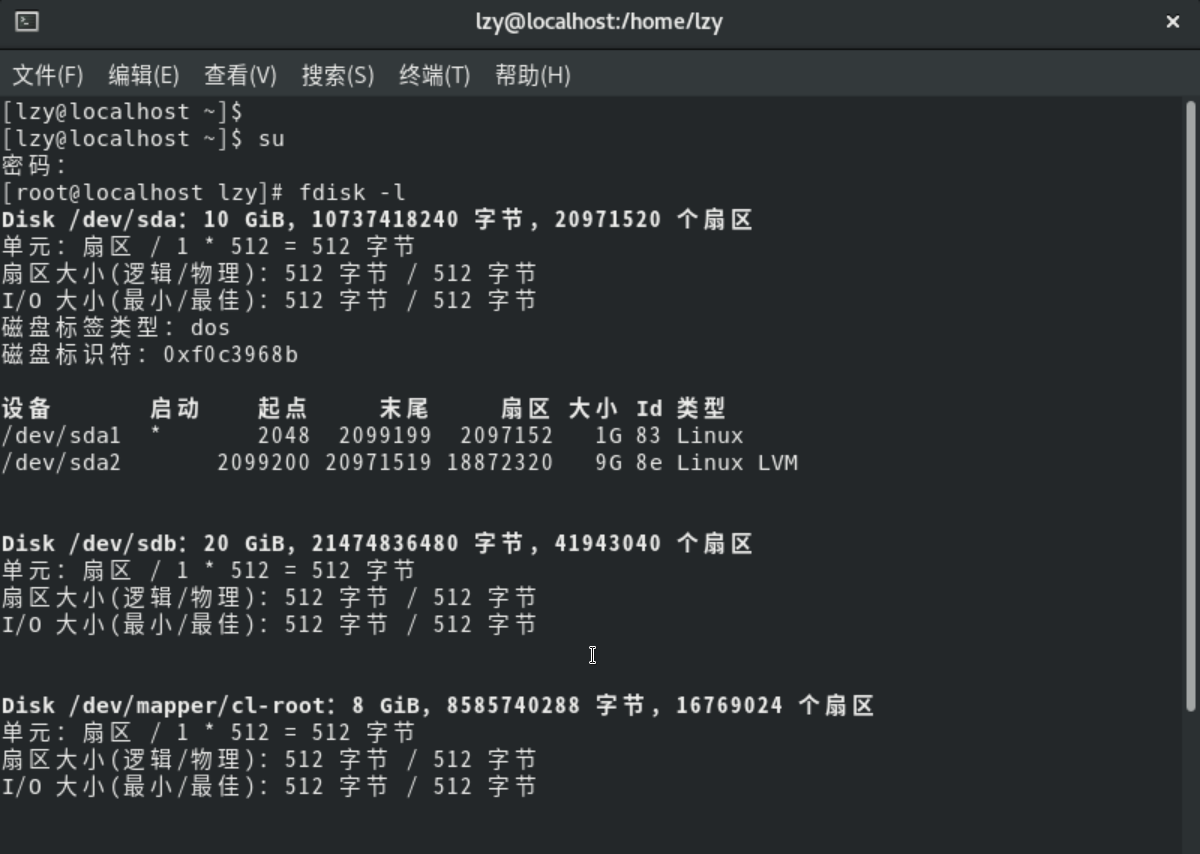 lzy@localhost:/home/lzy
文件(F) 编辑(E) 查看(V) 搜索(S) 终端(T) 帮助(H)
[lzy@localhost ~]$
[lzy@localhost ~]$ su
密码：
[root@localhost lzy]# fdisk -l
Disk /dev/sda：10 GiB，10737418240 字节，20971520 个扇区
单元：扇区 / 1 * 512 = 512 字节
扇区大小(逻辑/物理)：512 字节 / 512 字节
I/O 大小(最小/最佳)：512 字节 / 512 字节
磁盘标签类型：dos
磁盘标识符：0xf0c3968b
设备 启动 起点 末尾 扇区 大小 Id 类型
/dev/sda1 * 2048 2099199 2097152 1G 83 Linux
/dev/sda2 2099200 20971519 18872320 9G 8e Linux LVM
Disk /dev/sdb：20 GiB，21474836480 字节，41943040 个扇区
单元：扇区 / 1 * 512 = 512 字节
扇区大小(逻辑/物理)：512 字节 / 512 字节
I/O 大小(最小/最佳)：512 字节 / 512 字节
Disk /dev/mapper/cl-root：8 GiB，8585740288 字节，16769024 个扇区
单元：扇区 / 1 * 512 = 512 字节
扇区大小(逻辑/物理)：512 字节 / 512 字节
I/O 大小(最小/最佳)：512 字节 / 512 字节